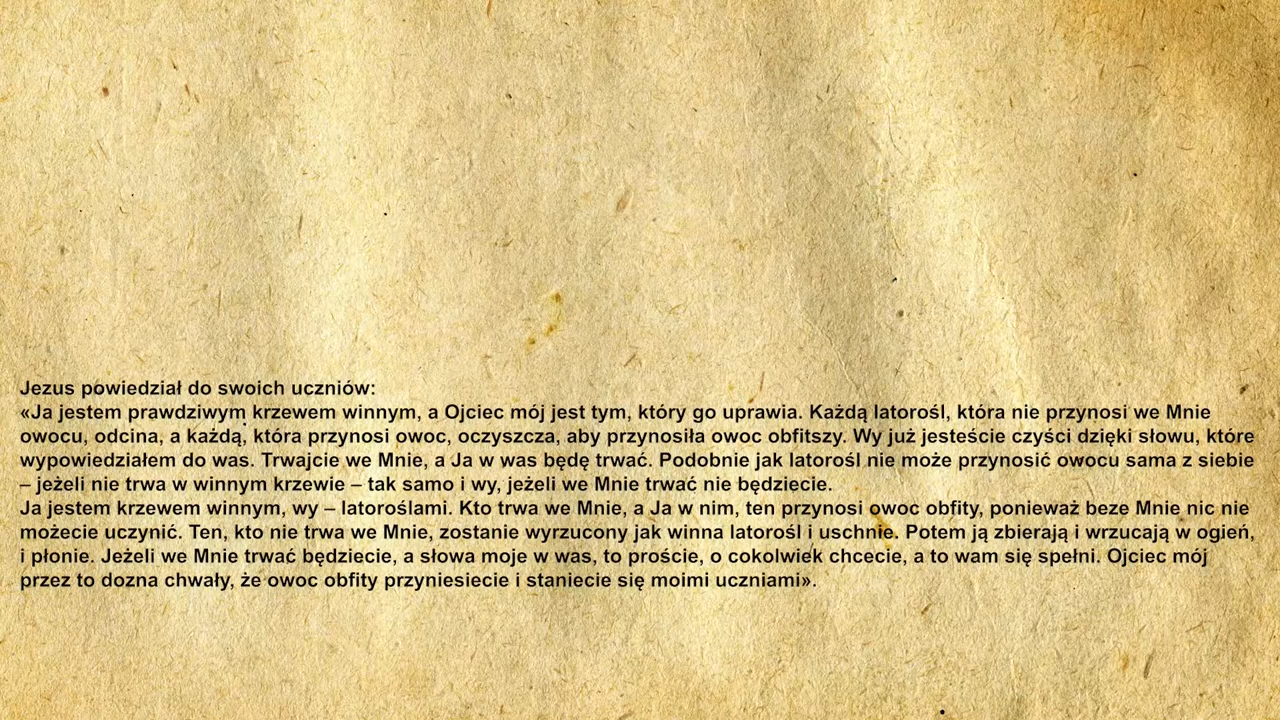 Jezus powiedział do swoich uczniów:
«Ja jestem prawdziwym krzewem winnym, a Ojciec mój jest tym, który go uprawia. Każdą latorośl, która nie przynosi we Mnie
owocu, odcina, a każdą, która przynosi owoc, oczyszcza, aby przynosiła owoc obfitszy. Wy już jesteście czyści dzięki słowu, które
wypowiedziałem do was. Trwajcie we Mnie, a Ja w was będę trwać. Podobnie jak latorośl nie może przynosić owocu sama z siebie
– jeżeli nie trwa w winnym krzewie – tak samo i wy, jeżeli we Mnie trwać nie będziecie.
Ja jestem krzewem winnym, wy – latoroślami. Kto trwa we Mnie, a Ja w nim, ten przynosi owoc obfity, ponieważ beze Mnie nic nie
możecie uczynić. Ten, kto nie trwa we Mnie, zostanie wyrzucony jak winna latorośl i uschnie. Potem ją zbierają i wrzucają w ogień,
i płonie. Jeżeli we Mnie trwać będziecie, a słowa moje w was, to proście, o cokolwiek chcecie, a to wam się spełni. Ojciec mój
przez to dozna chwały, że owoc obfity przyniesiecie i staniecie się moimi uczniami».